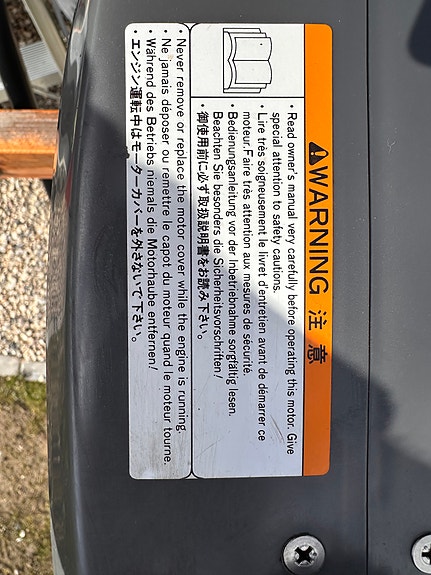 WARNING 注意
• Read owner's manual very carefully before operating this motor. Give
special attention to safety cautions.
• Lire très soigneusement le livret d'entretien avant de démarrer ce
moteur. Faire très attention aux mesures de sécurité.
• Bedienungsanleitung vor der Inbetriebnahme sorgfältig lesen.
Beachten Sie besonders die Sicherheitsvorschriften!
• 御使用前に必ず取扱説明書をお読み下さい。
• Never remove or replace the motor cover while the engine is running.
• Ne jamais déposer ou remettre le capot du moteur quand le moteur tourne.
• Während des Betriebs niemals die Motorhaube entfernen!
• エンジン運転中はモーターカバーを外さないで下さい。